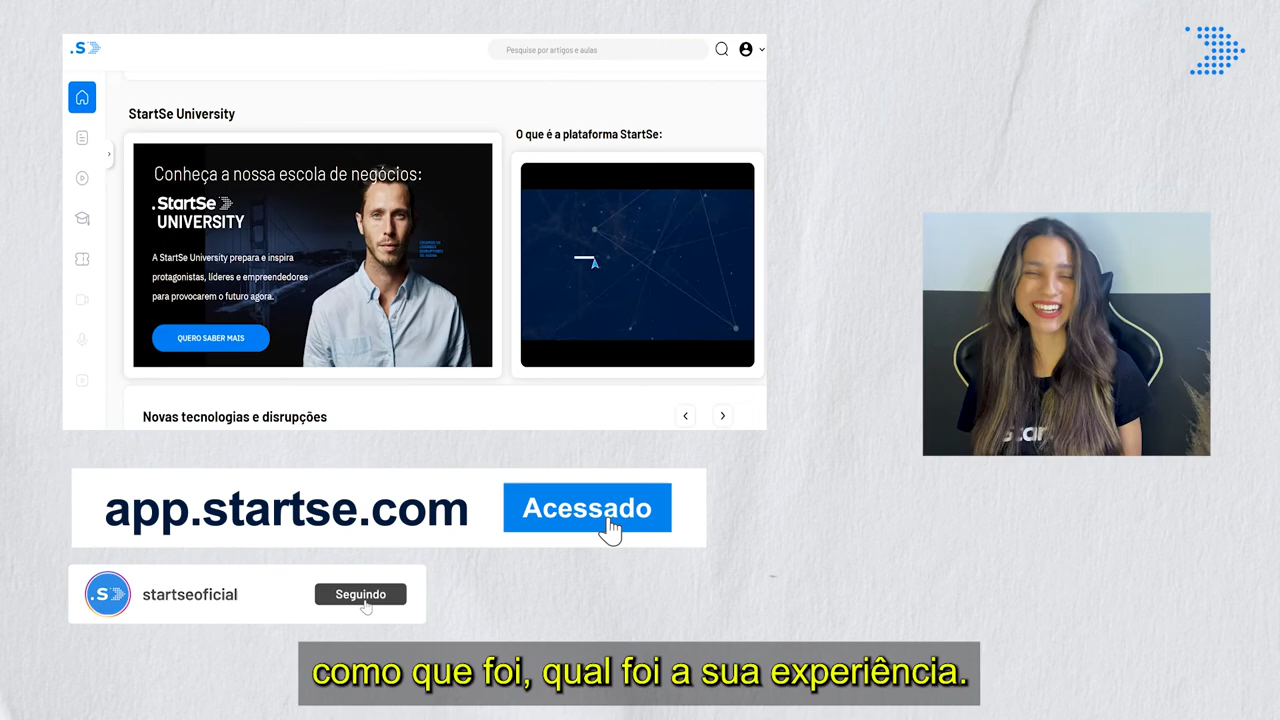 .S
Pesquise por artigos e aulas
StartSe University
O que é a plataforma StartSe:
Conheça a nossa escola de negócios:
.StartSe
UNIVERSITY
A StartSe University prepara e inspira
protagonistas, líderes e empreendedores
para provocarem o futuro agora.
QUERO SABER MAIS
Novas tecnologias e disrupções
app.startse.com
Acessado
.S
startseoficial
Seguindo
como que foi, qual foi a sua experiência.